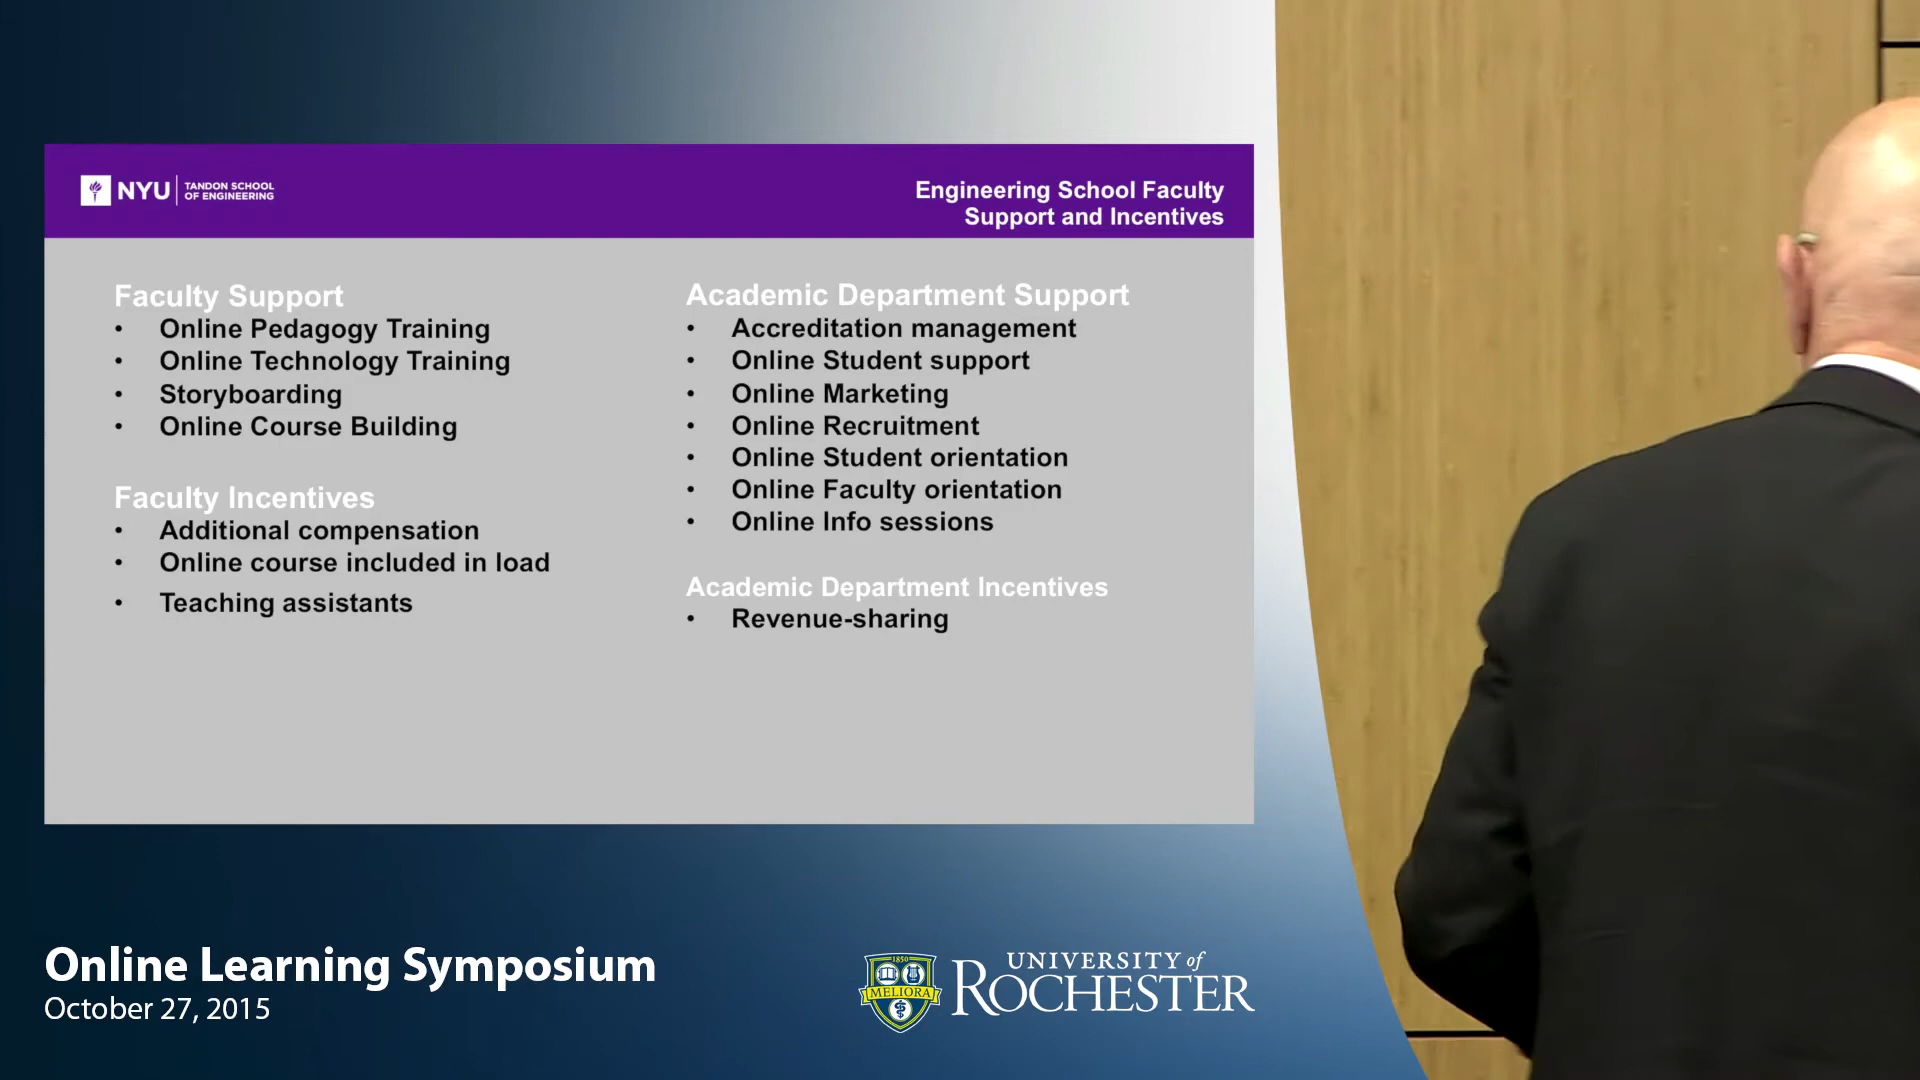 NYU
TANDON SCHOOL
OF ENGINEERING
Engineering School Faculty
Support and Incentives
Faculty Support
• Online Pedagogy Training
• Online Technology Training
• Storyboarding
• Online Course Building
Faculty Incentives
• Additional compensation
• Online course included in load
• Teaching assistants
Academic Department Support
• Accreditation management
• Online Student support
• Online Marketing
• Online Recruitment
• Online Student orientation
• Online Faculty orientation
• Online Info sessions
Academic Department Incentives
• Revenue-sharing
Online Learning Symposium
October 27, 2015
1850
MELIORA
UNIVERSITY of
ROCHESTER